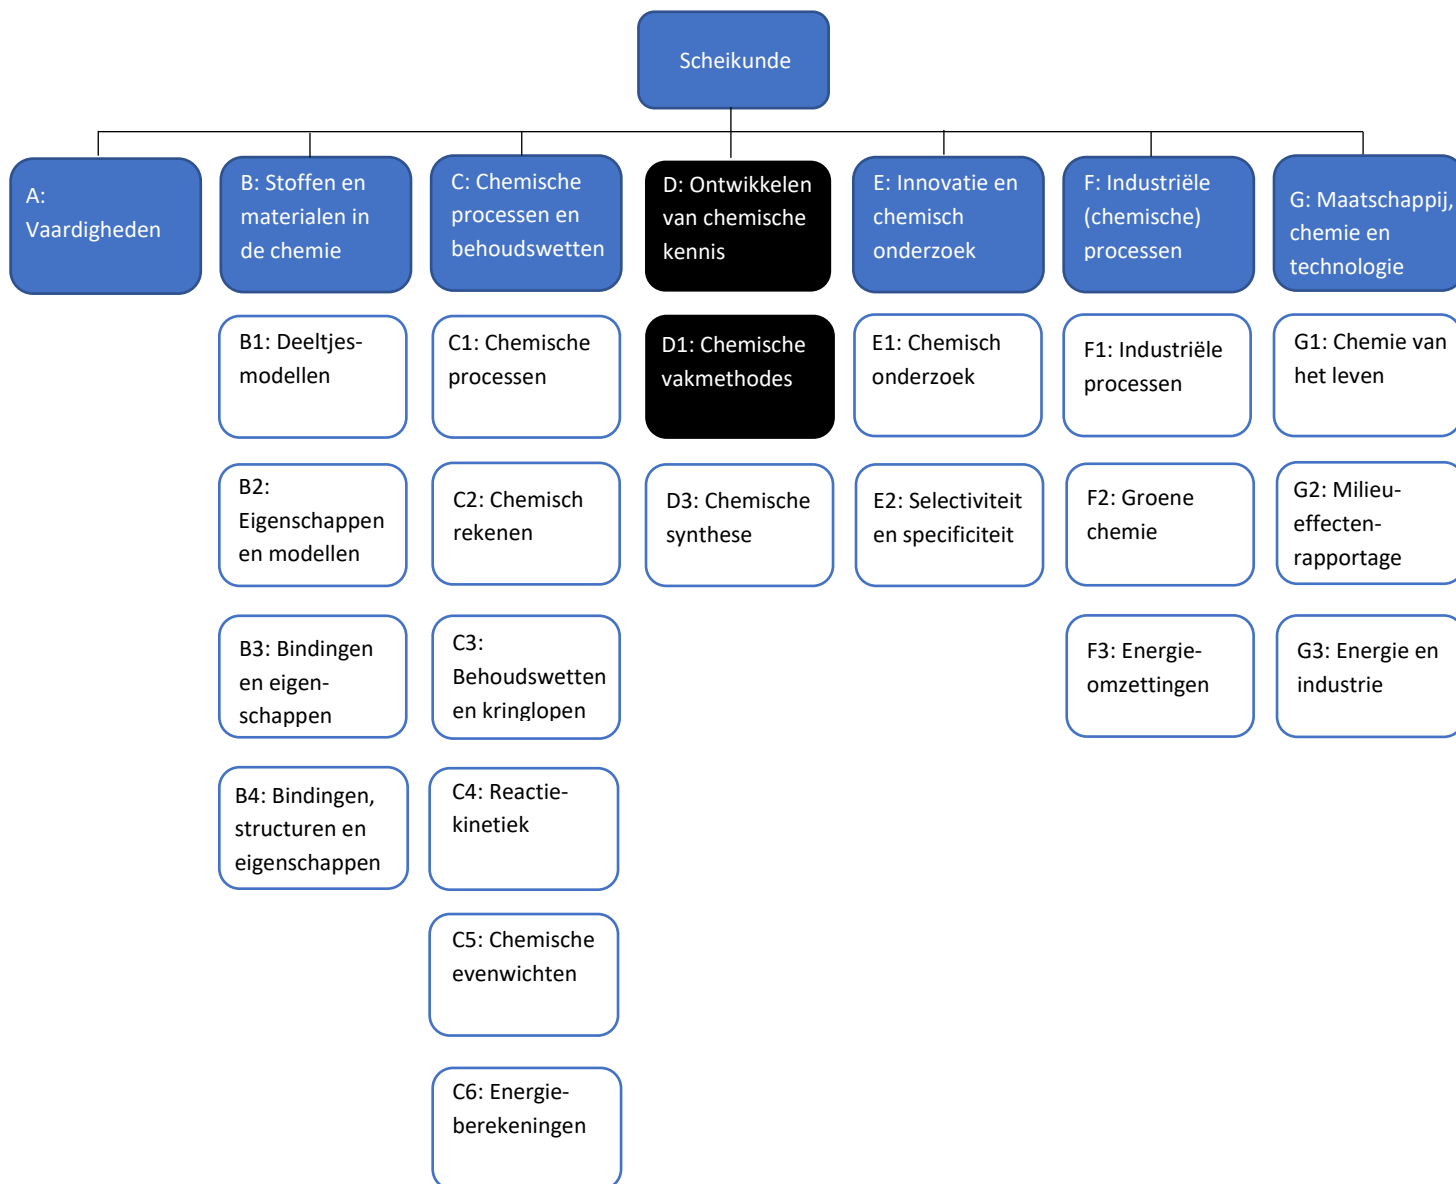 Scheikunde
A:
Vaardigheden
B: Stoffen en
materialen in
de chemie
C: Chemische
processen en
behoudswetten
D: Ontwikkelen
van chemische
kennis
E: Innovatie en
chemisch
onderzoek
F: Industriële
(chemische)
processen
G: Maatschappij,
chemie en
technologie
B1: Deeltjes-
modellen
C1: Chemische
processen
D1: Chemische
vakmethodes
E1: Chemisch
onderzoek
F1: Industriële
processen
G1: Chemie van
het leven
B2:
Eigenschappen
en modellen
C2: Chemisch
rekenen
D3: Chemische
synthese
E2: Selectiviteit
en specificiteit
F2: Groene
chemie
G2: Milieu-
effecten-
rapportage
B3: Bindingen
en eigen-
schappen
C3:
Behoudswetten
en kringlopen
F3: Energie-
omzettingen
G3: Energie en
industrie
B4: Bindingen,
structuren en
eigenschappen
C4: Reactie-
kinetiek
C5: Chemische
evenwichten
C6: Energie-
berekeningen